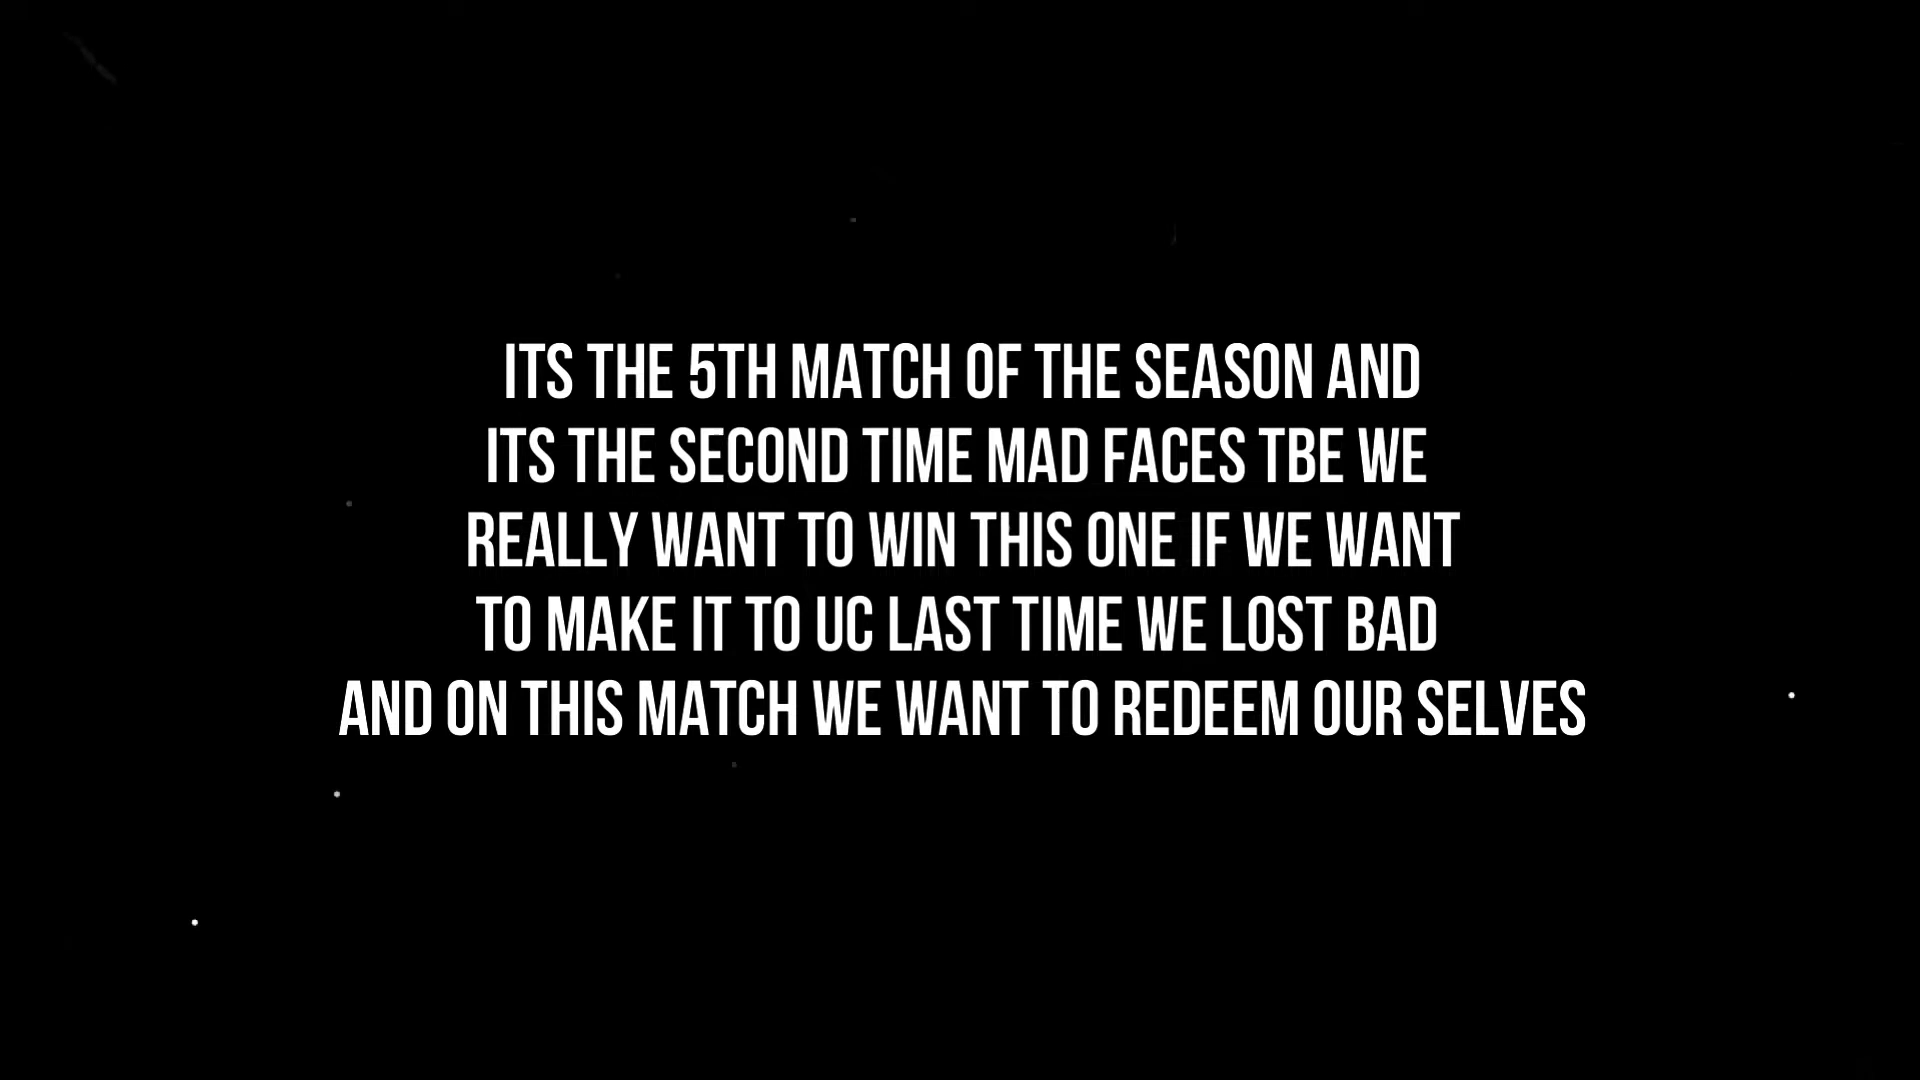 ITS THE 5TH MATCH OF THE SEASON AND
ITS THE SECOND TIME MAD FACES TBE WE
REALLY WANT TO WIN THIS ONE IF WE WANT
TO MAKE IT TO UC LAST TIME WE LOST BAD
AND ON THIS MATCH WE WANT TO REDEEM OUR SELVES